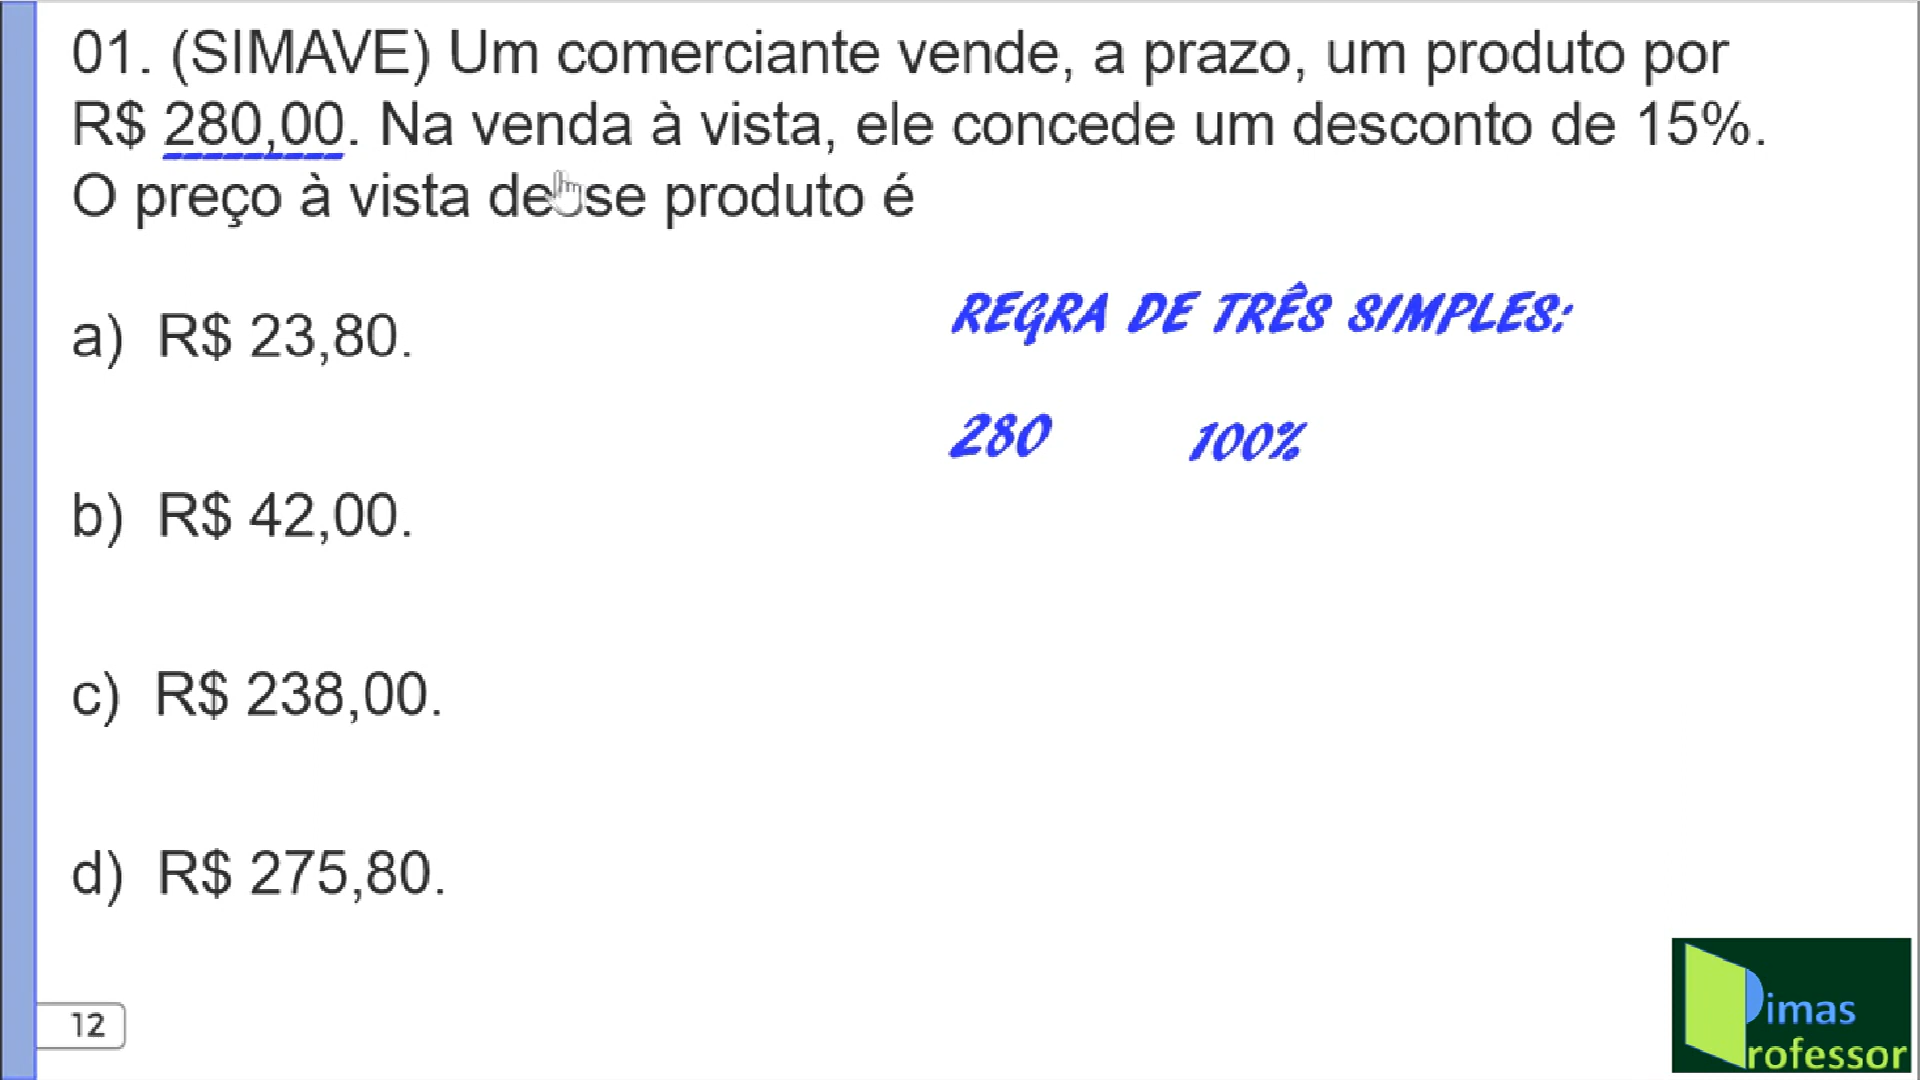 01. (SIMAVE) Um comerciante vende, a prazo, um produto por
R$ 280,00. Na venda à vista, ele concede um desconto de 15%.
O preço à vista desse produto é
REGRA DE TRÊS SIMPLES:
a) R$ 23,80.
280 100%
b) R$ 42,00.
c) R$ 238,00.
d) R$ 275,80.
12
Dimas
Professor